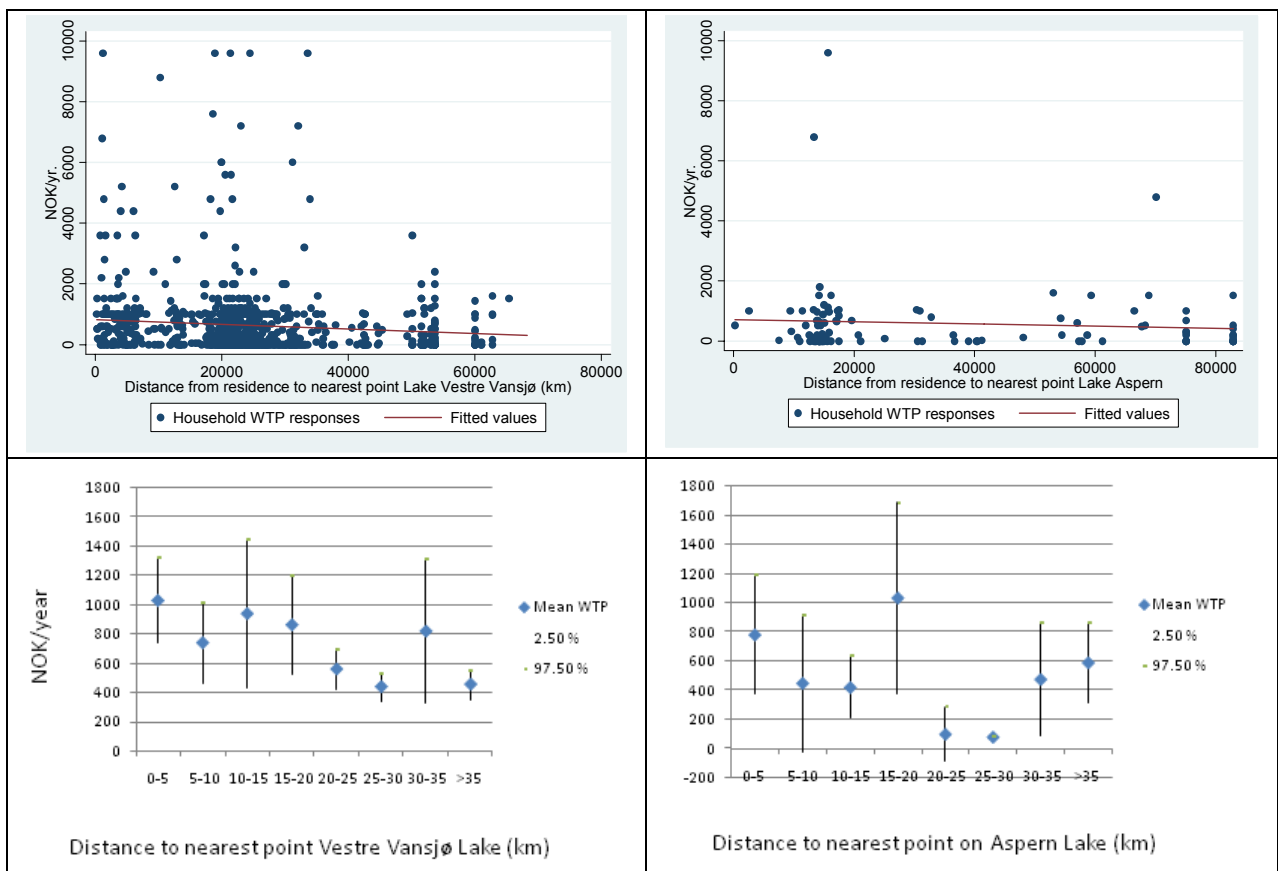 10000
8000
6000
4000
2000
0
NOK/yr.
0 20000 40000 60000 80000
Distance from residence to nearest point Lake Vestre Vansjø (km)
Household WTP responses Fitted values
10000
8000
6000
4000
2000
0
NOK/yr.
0 20000 40000 60000 80000
Distance from residence to nearest point Lake Aspern
Household WTP responses Fitted values
1800
1600
1400
1200
1000
800
600
400
200
0
NOK/year
0-5 5-10 10-15 15-20 20-25 25-30 30-35 >35
Mean WTP
2.50 %
97.50 %
Distance to nearest point Vestre Vansjø Lake (km)
1800
1600
1400
1200
1000
800
600
400
200
0
-200
0-5 5-10 10-15 15-20 20-25 25-30 30-35 >35
Mean WTP
2.50 %
97.50 %
Distance to nearest point on Aspern Lake (km)